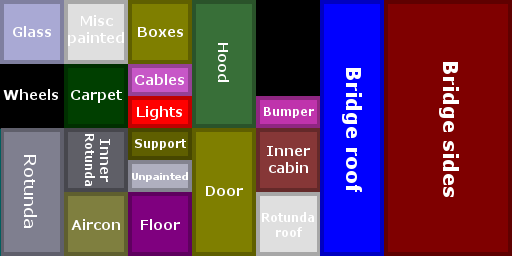 Glass
Misc
painted
Boxes
Hood
Bridge roof
Bridge sides
Wheels
Carpet
Cables
Lights
Bumper
Rotunda
Inner
Rotunda
Support
Unpainted
Door
Inner
cabin
Aircon
Floor
Rotunda
roof